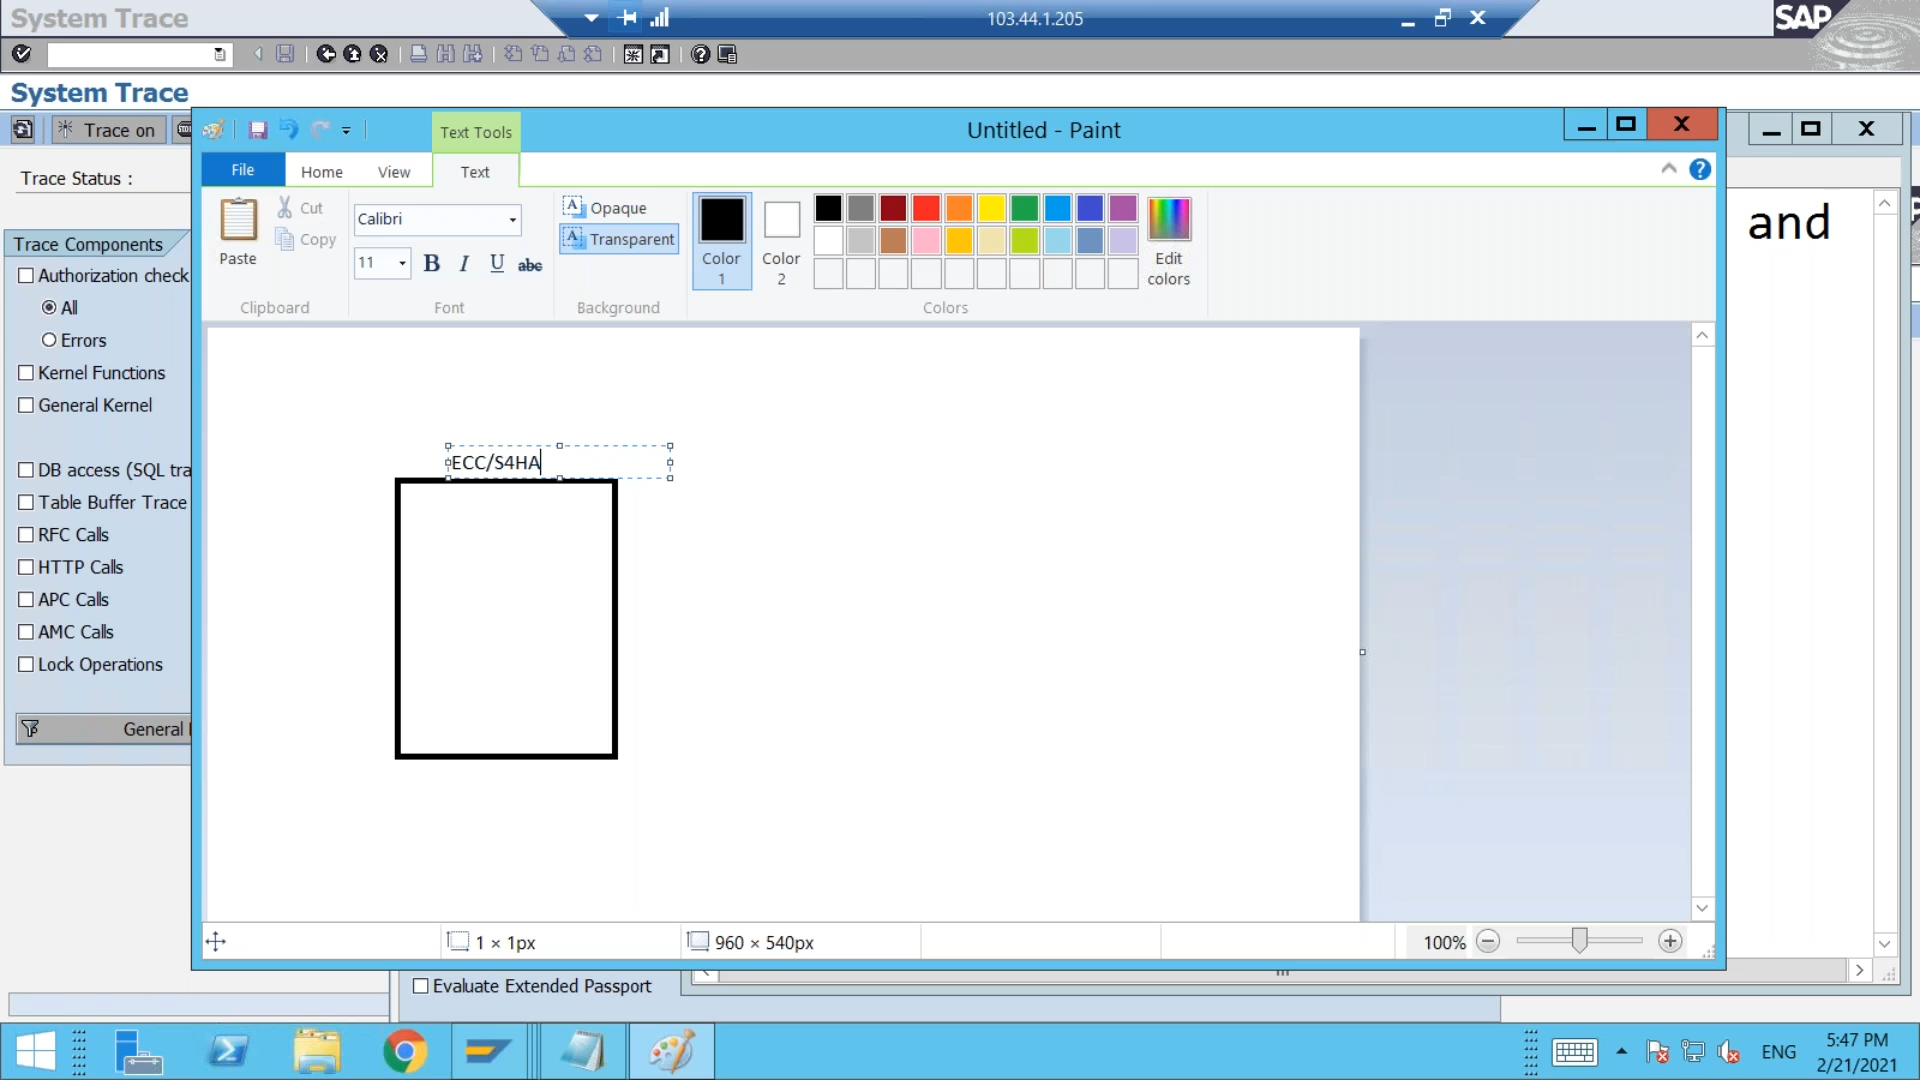 System Trace
103.44.1.205
SAP
System Trace
Trace on
Untitled - Paint
Text Tools
File
Home
View
Text
Trace Status :
Paste
Cut
Copy
Clipboard
Calibri
11
B
I
U
abc
Font
A Opaque
A Transparent
Background
Color 1
Color 2
Edit colors
Colors
and
Trace Components
Authorization check
All
Errors
Kernel Functions
General Kernel
DB access (SQL tra
Table Buffer Trace
RFC Calls
HTTP Calls
APC Calls
AMC Calls
Lock Operations
General
ECC/S4HA
1 × 1px
960 × 540px
100%
Evaluate Extended Passport
ENG
5:47 PM
2/21/2021